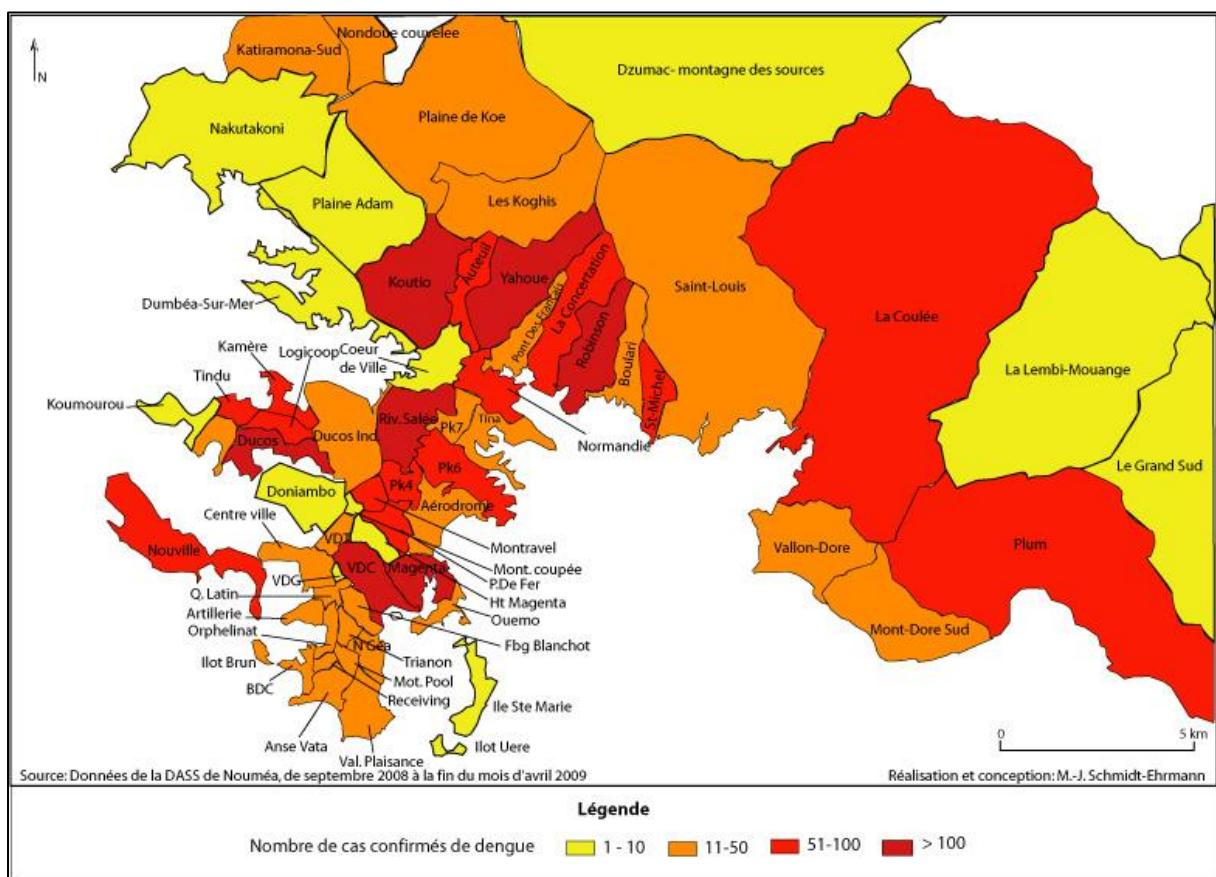 Nondoue couvelee
Katiramona-Sud
N
Dzumac- montagne des sources
Plaine de Koe
Nakutakoni
Plaine Adam
Les Koghis
Auteuil
Yahoue
La Concertation
Koutio
Saint-Louis
Pont Des Français
La Coulée
Dumbéa-Sur-Mer
Robinson
Boulari
Kamère
Logicoop
Coeur
de Ville
La Lembi-Mouange
St-Michel
Tindu
Koumourou
Riv. Salée
Pk7
Tina
Ducos
Ducos Ind.
Normandie
Pk6
Le Grand Sud
Pk4
Doniambo
Aérodrome
Centre ville
Montravel
VDT
Vallon-Dore
Plum
Nouville
Mont. coupée
VDC
Magenta
P.De Fer
VDG
Ht Magenta
Q. Latin
Ouemo
Artillerie
Mont-Dore Sud
Orphelinat
N Géa
Fbg Blanchot
Ilot Brun
Trianon
BDC
Mot. Pool
Receiving
Ile Ste Marie
Anse Vata
Ilot Uere
Val. Plaisance
0 5 km
Source: Données de la DASS de Nouméa, de septembre 2008 à la fin du mois d'avril 2009
Réalisation et conception: M.-J. Schmidt-Ehrmann
Légende
Nombre de cas confirmés de dengue 1 - 10 11-50 51-100 > 100